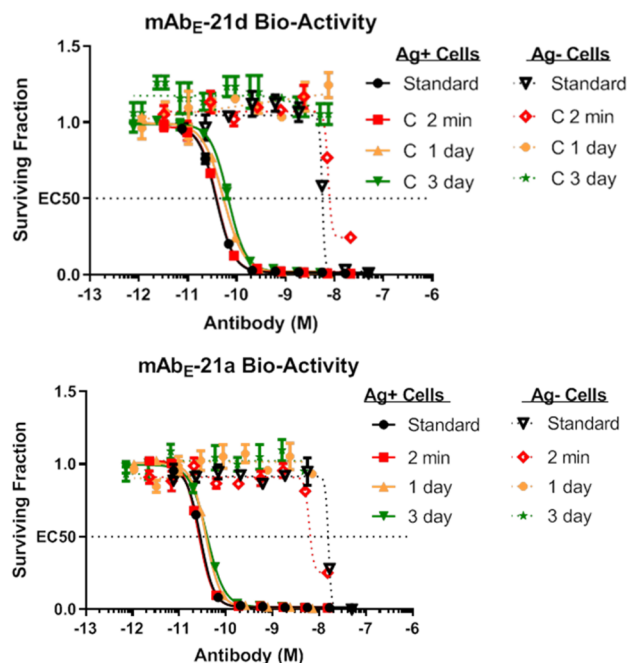 mAbE-21d Bio-Activity
Ag+ Cells Ag- Cells
Standard Standard
C 2 min C 2 min
C 1 day C 1 day
C 3 day C 3 day
Surviving Fraction
1.5
1.0
EC50
0.0
-13 -12 -11 -10 -9 -8 -7 -6
Antibody (M)
mAbE-21a Bio-Activity
Ag+ Cells Ag- Cells
Standard Standard
2 min 2 min
1 day 1 day
3 day 3 day
Surviving Fraction
1.5
1.0
EC50
0.0
-13 -12 -11 -10 -9 -8 -7 -6
Antibody (M)